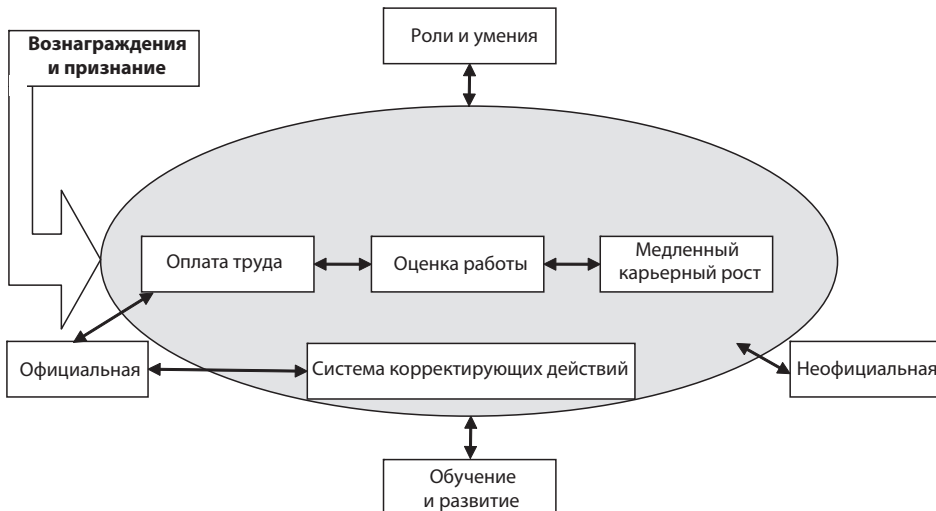 Роли и умения
Вознаграждения
и признание
Оплата труда
Оценка работы
Медленный
карьерный рост
Официальная
Система корректирующих действий
Неофициальная
Обучение
и развитие